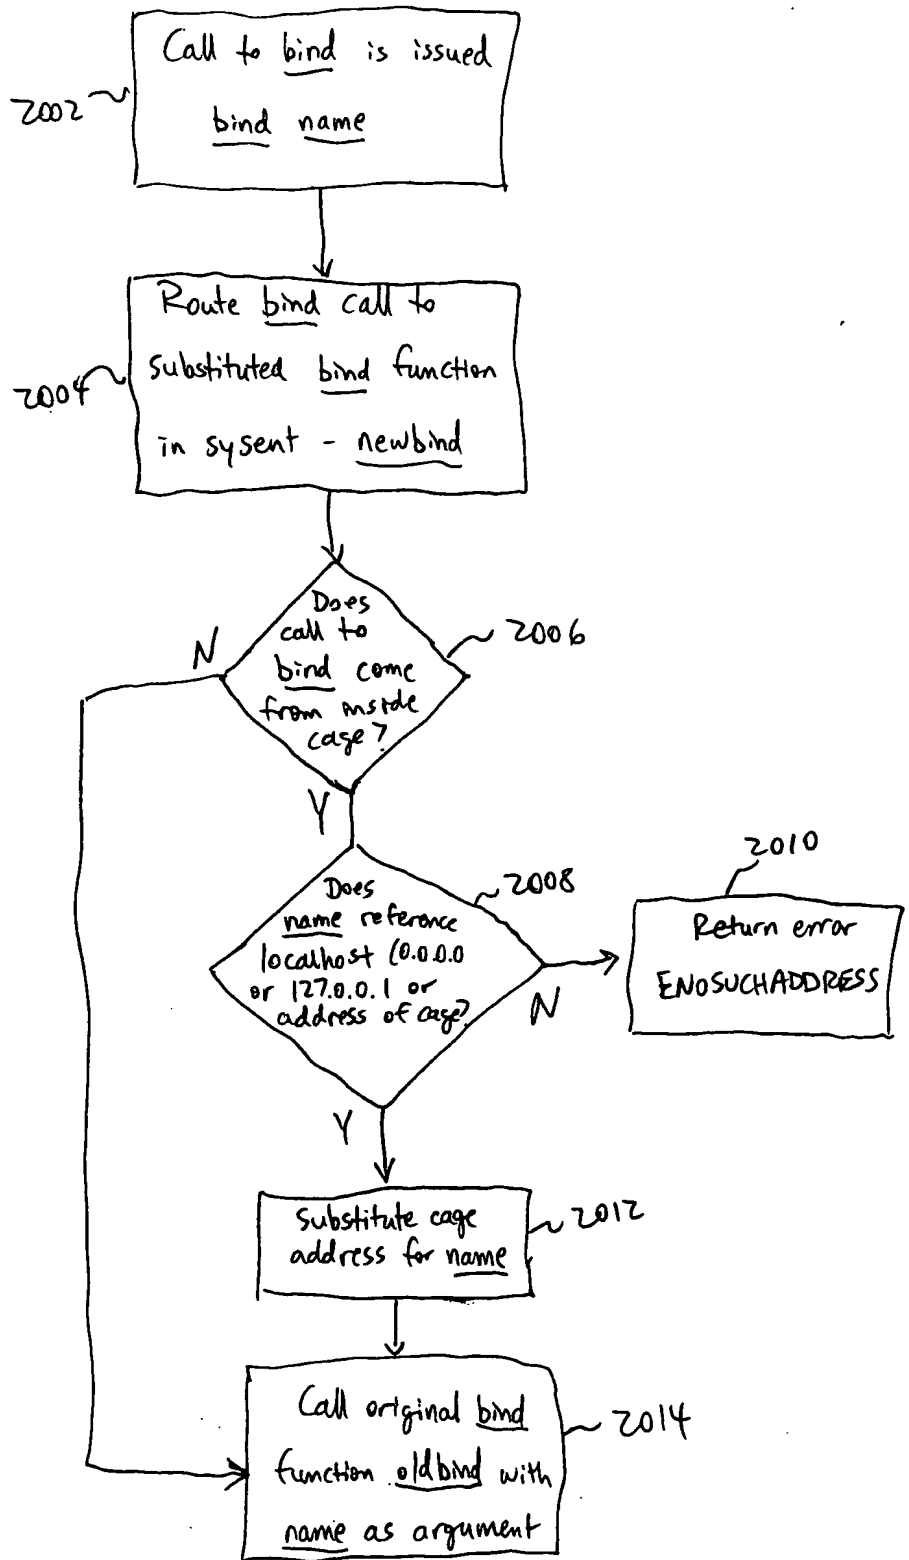 Call to bind is issued
bind name
2002
Route bind call to
substituted bind function
in sysent - newbind
2004
Does
call to
bind come
from inside
cage?
2006
N
Y
Does
name reference
localhost (0.0.0.0
or 127.0.0.1 or
address of cage?
2008
N
2010
Return error
ENOSUCHADDRESS
Y
Substitute cage
address for name
2012
Call original bind
function oldbind with
name as argument
2014